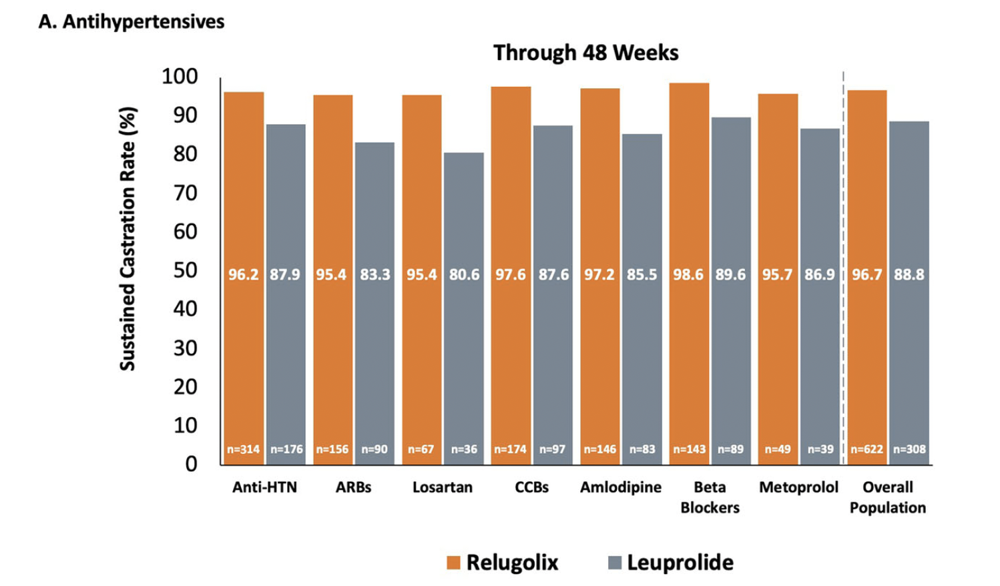 A. Antihypertensives
Through 48 Weeks
Sustained Castration Rate (%)
100
90
80
70
60
50
40
30
20
10
0
96.2 87.9 95.4 83.3 95.4 80.6 97.6 87.6 97.2 85.5 98.6 89.6 95.7 86.9 96.7 88.8
n=314 n=176 n=156 n=90 n=67 n=36 n=174 n=97 n=146 n=83 n=143 n=89 n=49 n=39 n=622 n=308
Anti-HTN ARBs Losartan CCBs Amlodipine Beta Blockers Metoprolol Overall Population
Relugolix Leuprolide